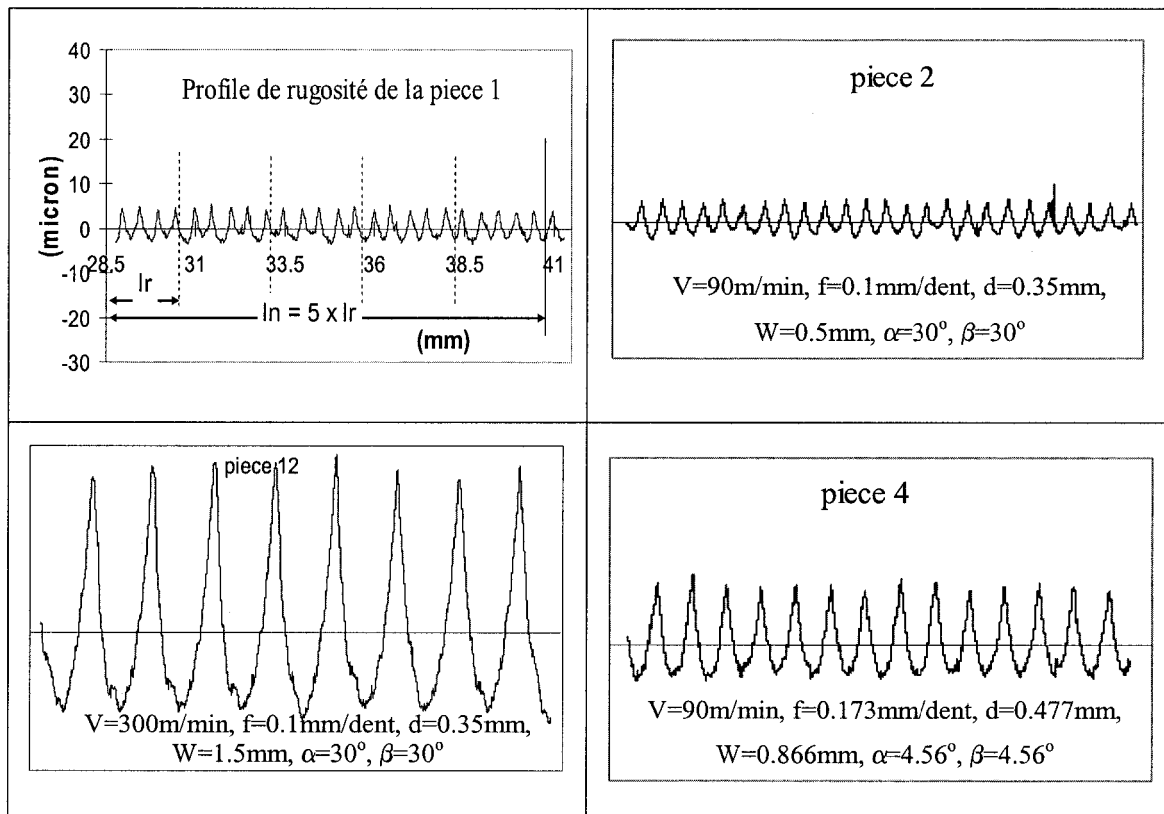 40
Profile de rugosité de la piece 1
30
20
10
0
-10
-20
-30
(micron)
28.5 31 33.5 36 38.5 41
lr
ln = 5 x lr
(mm)
piece 2
V=90m/min, f=0.1mm/dent, d=0.35mm,
W=0.5mm, α=30°, β=30°
piece 12
V=300m/min, f=0.1mm/dent, d=0.35mm,
W=1.5mm, α=30°, β=30°
piece 4
V=90m/min, f=0.173mm/dent, d=0.477mm,
W=0.866mm, α=4.56°, β=4.56°